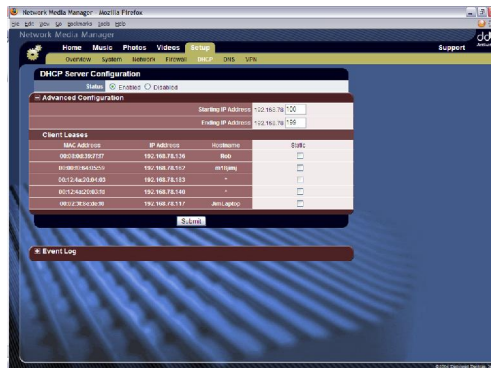 Network Media Manager - Mozilla Firefox
File Edit View Go Bookmarks Tools Help
Network Media Manager
Home Music Photos Videos Setup Support
Overview System Network Firewall DHCP DNS VPN
DHCP Server Configuration
Status Enabled Disabled
Advanced Configuration
Starting IP Address 192.168.78 100
Ending IP Address 192.168.78 199
Client Leases
MAC Address IP Address Hostname Static
192.168.78.136 Bob
192.168.78.162
192.168.78.183 *
192.168.78.140 *
192.168.78.117 JimLaptop
Submit
Event Log